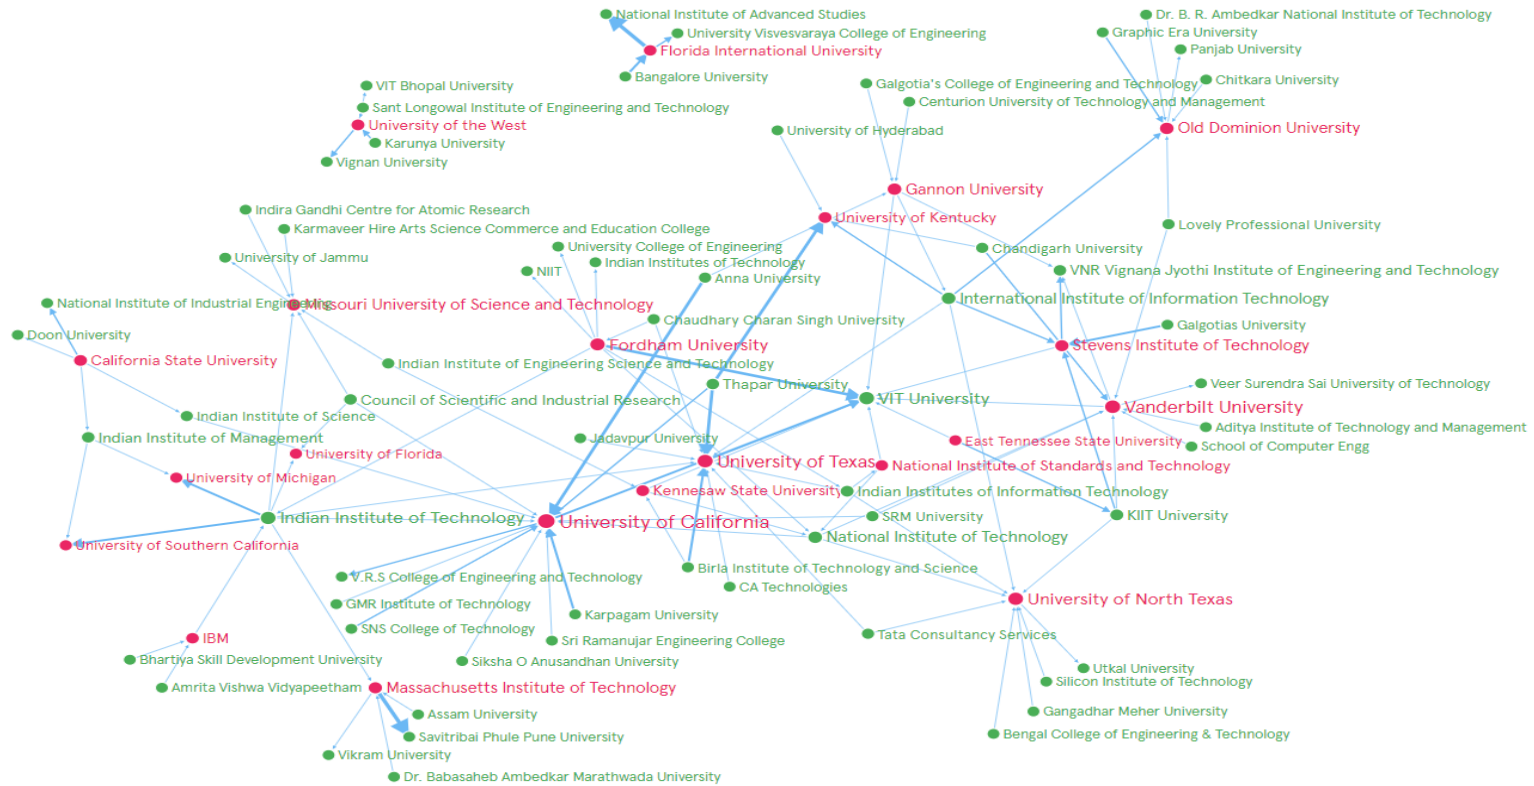 National Institute of Advanced Studies
Dr. B. R. Ambedkar National Institute of Technology
University Visvesvaraya College of Engineering
Graphic Era University
Florida International University
Panjab University
Bangalore University
Chitkara University
VIT Bhopal University
Galgotia's College of Engineering and Technology
Sant Longowal Institute of Engineering and Technology
Centurion University of Technology and Management
University of the West
University of Hyderabad
Old Dominion University
Karunya University
Vignan University
Gannon University
Indira Gandhi Centre for Atomic Research
University of Kentucky
Karmaveer Hire Arts Science Commerce and Education College
Lovely Professional University
University College of Engineering
Chandigarh University
University of Jammu
Indian Institutes of Technology
NIIT
VNR Vignana Jyothi Institute of Engineering and Technology
Anna University
International Institute of Information Technology
National Institute of Industrial Engineering
Missouri University of Science and Technology
Chaudhary Charan Singh University
Galgotias University
Doon University
Fordham University
Stevens Institute of Technology
California State University
Indian Institute of Engineering Science and Technology
Thapar University
Veer Surendra Sai University of Technology
Council of Scientific and Industrial Research
VIT University
Vanderbilt University
Indian Institute of Science
Aditya Institute of Technology and Management
Indian Institute of Management
Jadavpur University
East Tennessee State University
School of Computer Engg
University of Florida
University of Texas
National Institute of Standards and Technology
University of Michigan
Kennesaw State University
Indian Institutes of Information Technology
Indian Institute of Technology
University of California
SRM University
KIIT University
National Institute of Technology
University of Southern California
Birla Institute of Technology and Science
V.R.S College of Engineering and Technology
CA Technologies
GMR Institute of Technology
University of North Texas
Karpagam University
SNS College of Technology
Tata Consultancy Services
IBM
Sri Ramanujar Engineering College
Bhartiya Skill Development University
Siksha O Anusandhan University
Utkal University
Amrita Vishwa Vidyapeetham
Massachusetts Institute of Technology
Silicon Institute of Technology
Assam University
Gangadhar Meher University
Savitribai Phule Pune University
Bengal College of Engineering & Technology
Vikram University
Dr. Babasaheb Ambedkar Marathwada University